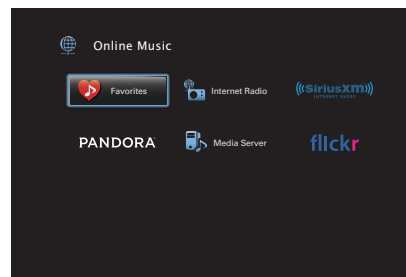 Online Music
Favorites
Internet Radio
((SiriusXM))
INTERNET RADIO
PANDORA
Media Server
flickr